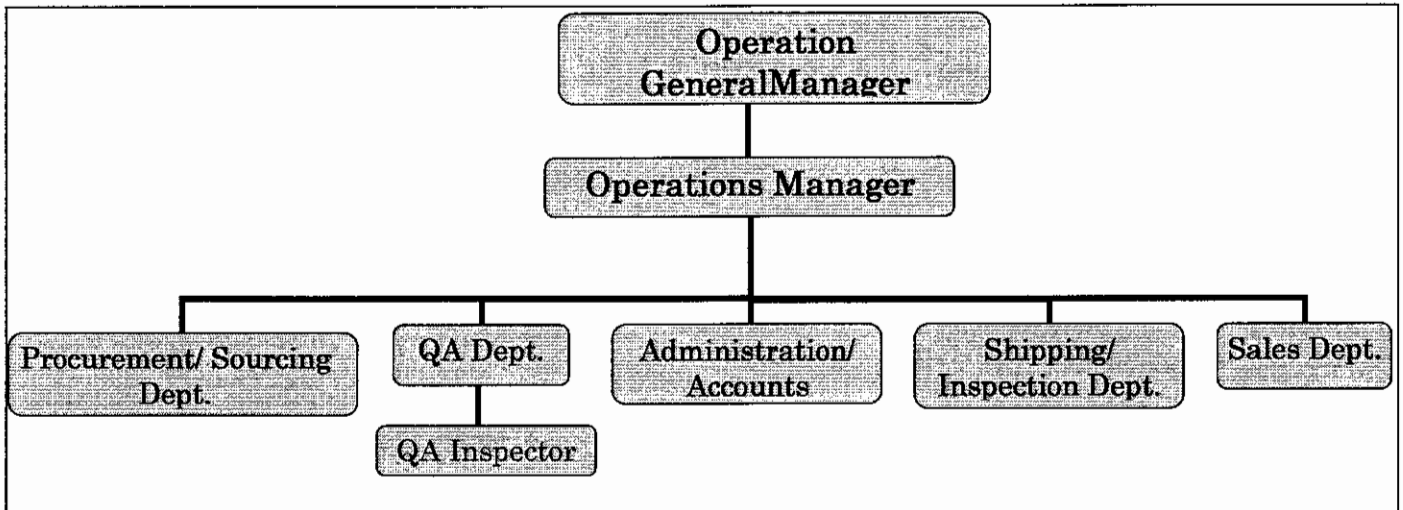 Operation
GeneralManager
Operations Manager
Procurement/ Sourcing
Dept.
QA Dept.
Administration/
Accounts
Shipping/
Inspection Dept.
Sales Dept.
QA Inspector